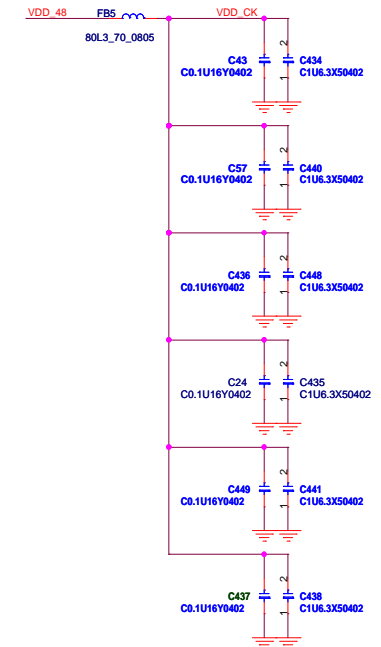 VDD_48 FB5 VDD_CK
80L3_70_0805
C43 2 C434
C0.1U16Y0402 1 C1U6.3X50402
C57 2 C440
C0.1U16Y0402 1 C1U6.3X50402
C436 2 C448
C0.1U16Y0402 1 C1U6.3X50402
C24 2 C435
C0.1U16Y0402 1 C1U6.3X50402
C449 2 C441
C0.1U16Y0402 1 C1U6.3X50402
C437 2 C438
C0.1U16Y0402 1 C1U6.3X50402